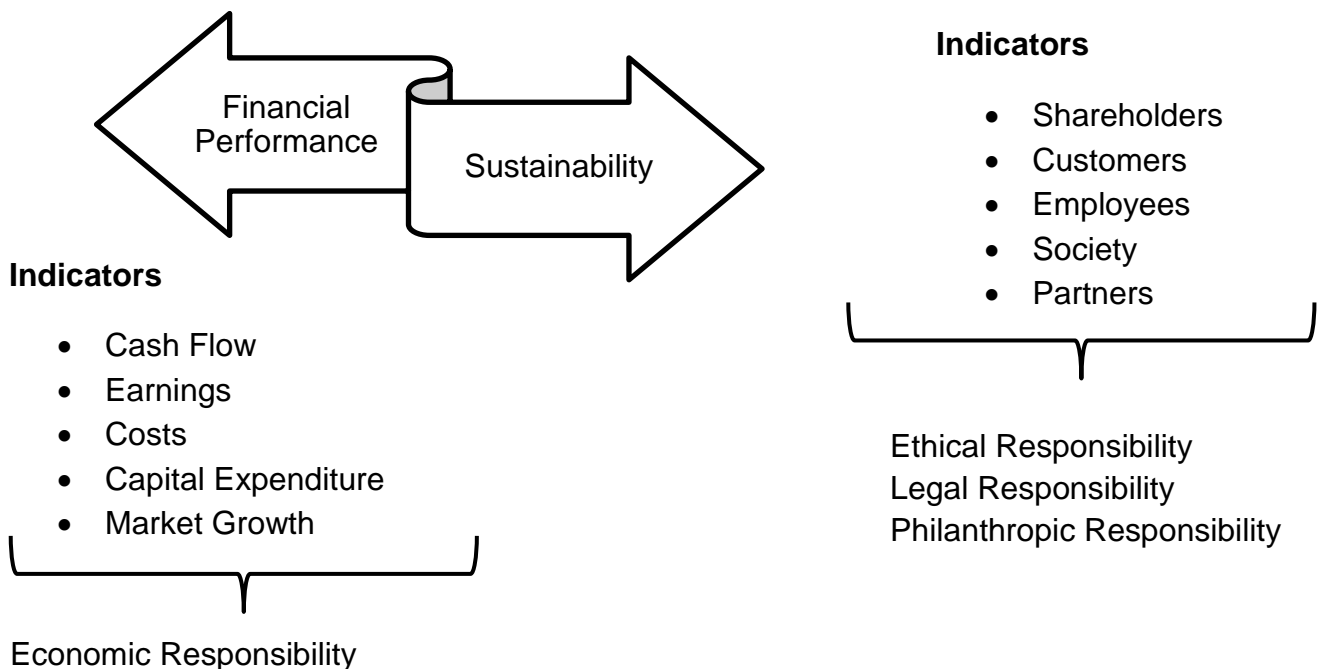 Financial
Performance
Sustainability
Indicators
• Cash Flow
• Earnings
• Costs
• Capital Expenditure
• Market Growth
Economic Responsibility
Indicators
• Shareholders
• Customers
• Employees
• Society
• Partners
Ethical Responsibility
Legal Responsibility
Philanthropic Responsibility